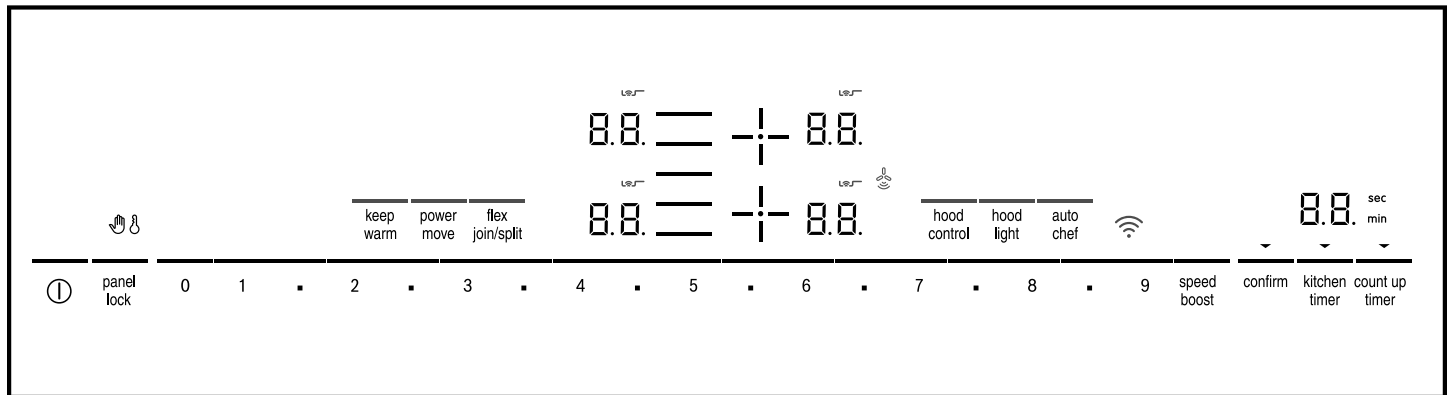 8.8. 8.8.
keep warm power move flex join/split 8.8. 8.8. hood control hood light auto chef 8.8. sec min
panel lock 0 1 . 2 . 3 . 4 . 5 . 6 . 7 . 8 . 9 speed boost confirm kitchen timer count up timer